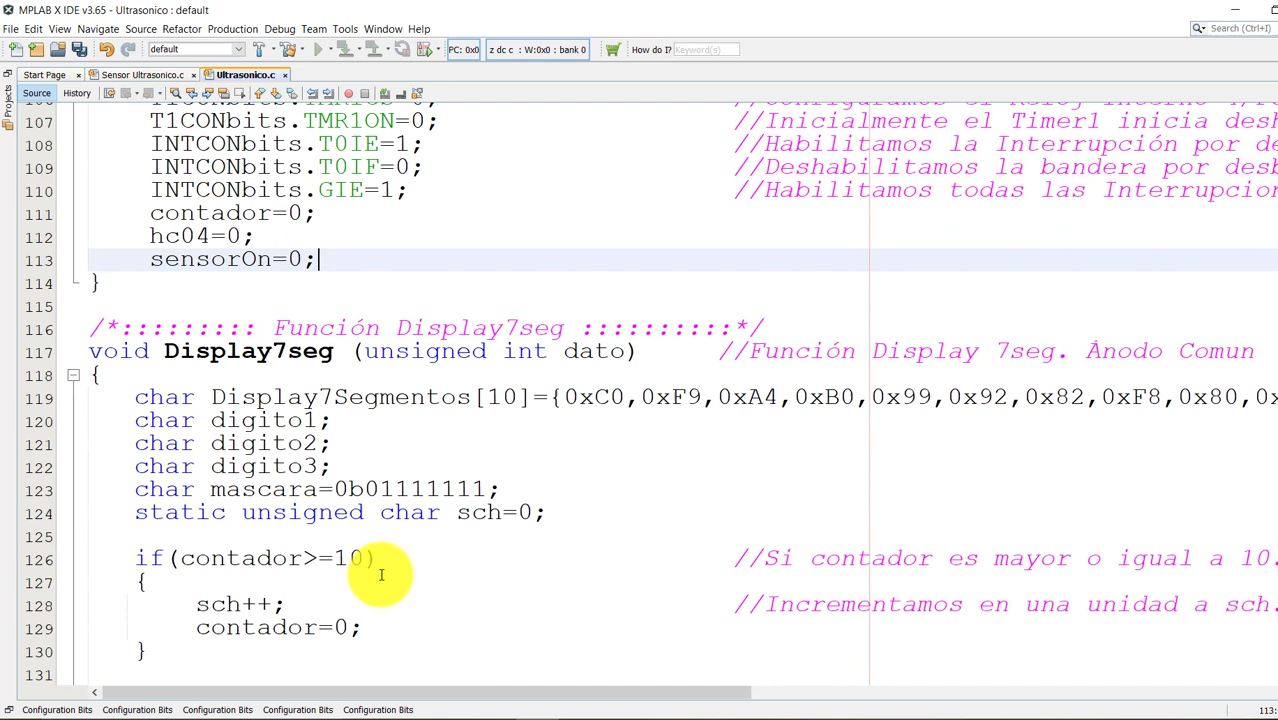 MPLAB X IDE v3.65 - Ultrasonico : default
File Edit View Navigate Source Refactor Production Debug Team Tools Window Help
default PC: 0x0 z dc c : W:0x0 : bank 0 How do I? Keyword(s) Search (Ctrl+I)
Start Page Sensor Ultrasonico.c Ultrasonico.c
Projects
Source History
107 T1CONbits.TMR1ON=0; //Inicialmente el Timer1 inicia desh
108 INTCONbits.T0IE=1; //Habilitamos la Interrupción por de
109 INTCONbits.T0IF=0; //Deshabilitamos la bandera por desb
110 INTCONbits.GIE=1; //Habilitamos todas las Interrupcion
111 contador=0;
112 hc04=0;
113 sensorOn=0;
114 }
115
116 /*::::::::: Función Display7seg ::::::::::*/
117 void Display7seg (unsigned int dato) //Función Display 7seg. Ánodo Comun
118 {
119 char Display7Segmentos[10]={0xC0,0xF9,0xA4,0xB0,0x99,0x92,0x82,0xF8,0x80,0
120 char digito1;
121 char digito2;
122 char digito3;
123 char mascara=0b01111111;
124 static unsigned char sch=0;
125
126 if(contador>=10) //Si contador es mayor o igual a 10.
127 {
128 sch++; //Incrementamos en una unidad a sch.
129 contador=0;
130 }
131
Configuration Bits Configuration Bits Configuration Bits Configuration Bits Configuration Bits 113: